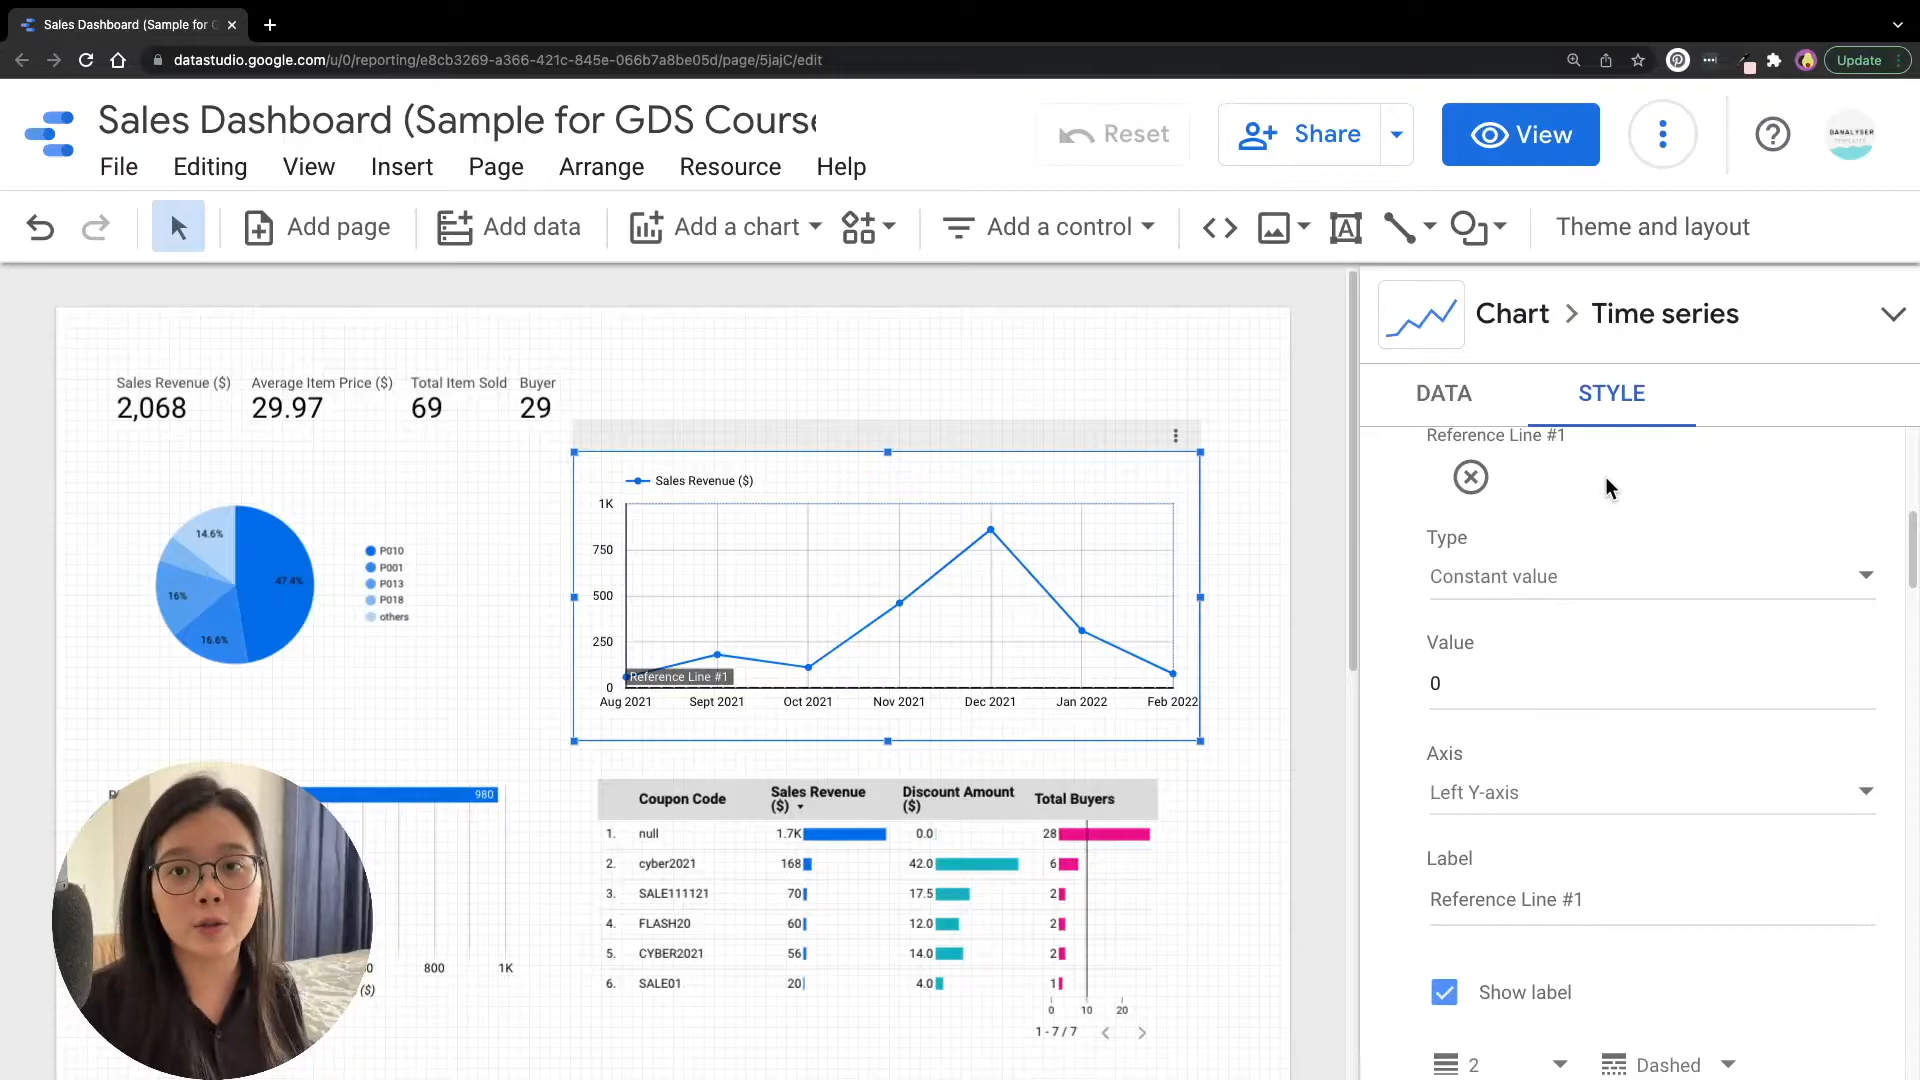 Sales Dashboard (Sample for G
datastudio.google.com/u/0/reporting/e8cb3269-a366-421c-845e-066b7a8be05d/page/5jajC/edit
Update
Sales Dashboard (Sample for GDS Course
Reset
Share
View
GANALYSER
TEMPLATES
File Editing View Insert Page Arrange Resource Help
Add page
Add data
Add a chart
Add a control
Theme and layout
Chart > Time series
DATA
STYLE
Reference Line #1
Type
Constant value
Value
0
Axis
Left Y-axis
Label
Reference Line #1
Show label
2
Dashed
Sales Revenue ($) Average Item Price ($) Total Item Sold Buyer
2,068 29.97 69 29
14.6%
47.4%
16%
16.6%
P010
P001
P013
P018
others
Sales Revenue ($)
1K
750
500
250
0
Reference Line #1
Aug 2021 Sept 2021 Oct 2021 Nov 2021 Dec 2021 Jan 2022 Feb 2022
980
800 1K
($)
Coupon Code Sales Revenue ($) Discount Amount ($) Total Buyers
1. null 1.7K 0.0 28
2. cyber2021 168 42.0 6
3. SALE111121 70 17.5 2
4. FLASH20 60 12.0 2
5. CYBER2021 56 14.0 2
6. SALE01 20 4.0 1
0 10 20
1 - 7 / 7